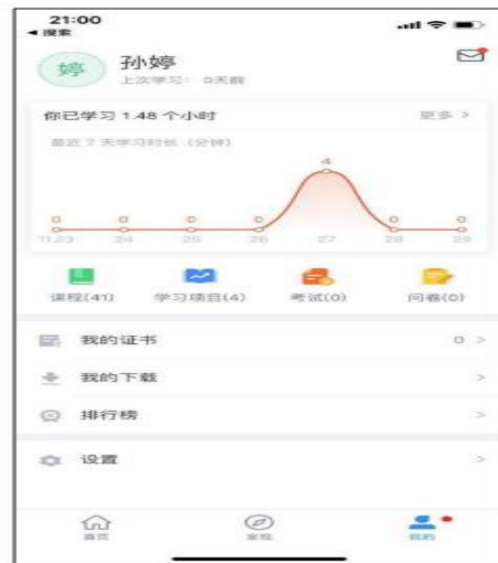 21:00
◀ 搜索
婷
孙婷
上次学习: 0天前
你已学习 1.48 个小时
更多 >
最近 7 天学习时长 (分钟)
4
0 0 0 0 0 0
11.23 24 25 26 27 28 29
课程(41) 学习项目(4) 考试(0) 问卷(0)
我的证书 0 >
我的下载 >
排行榜 >
设置 >
首页 发现 我的